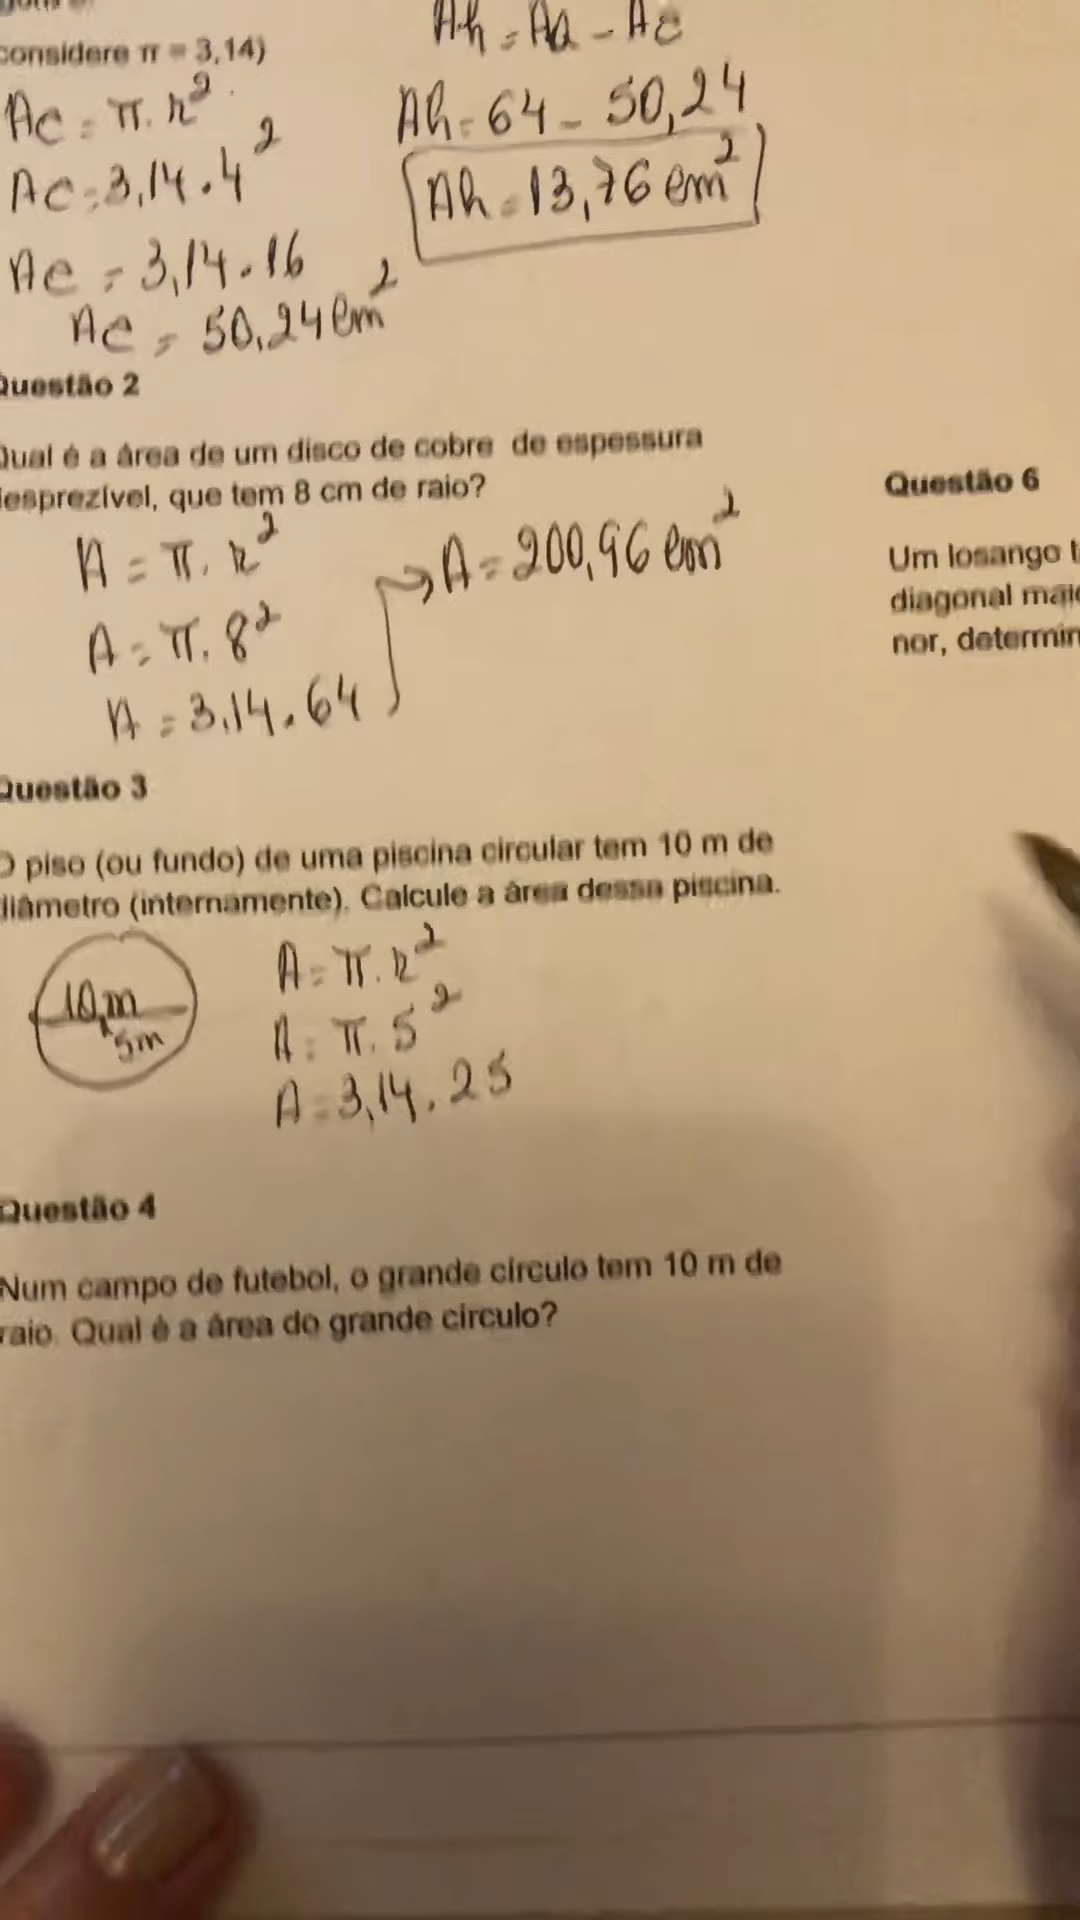 considere π = 3,14)
Ac = π . r².
Ac = 3,14 . 4²
Ac = 3,14 . 16
Ac = 50,24 cm²
Ah = Aq - Ac
Ah = 64 - 50,24
Ah = 13,76 cm²
Questão 2
Qual é a área de um disco de cobre de espessura
desprezível, que tem 8 cm de raio?
A = π . r²
A = π . 8²
A = 3,14 . 64
A = 200,96 cm²
Questão 3
O piso (ou fundo) de uma piscina circular tem 10 m de
diâmetro (internamente). Calcule a área dessa piscina.
10m
5m
A = π . r²
A = π . 5²
A = 3,14 . 25
Questão 4
Num campo de futebol, o grande círculo tem 10 m de
raio. Qual é a área do grande círculo?
Questão 6
Um losango
diagonal
nor,